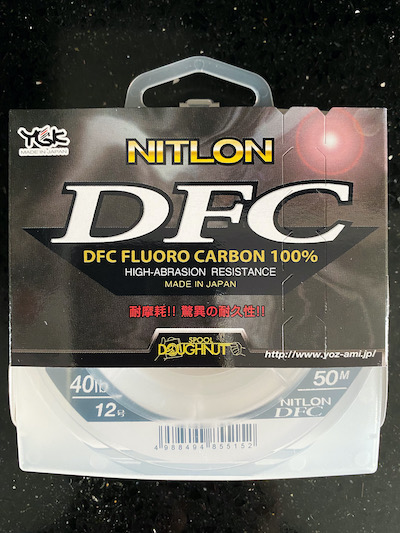 YGK
MADE IN JAPAN
NITLON
DFC
DFC FLUORO CARBON 100%
HIGH-ABRASION RESISTANCE
MADE IN JAPAN
耐摩耗!! 驚異の耐久性!!
SPOOL
DOUGHNUT
http://www.yoz-ami.jp/
40lb
50M
12号
NITLON
DFC
4988494855152